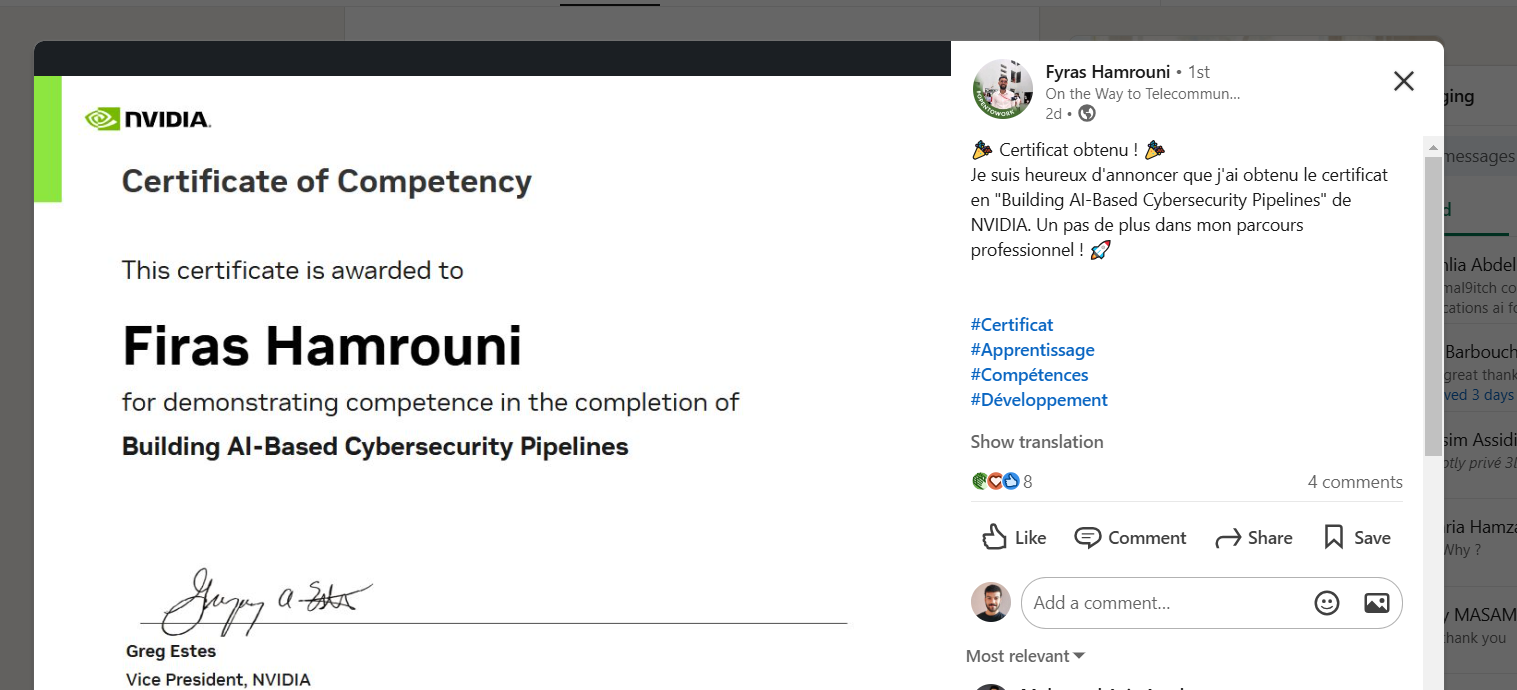 NVIDIA.
Certificate of Competency
This certificate is awarded to
Firas Hamrouni
for demonstrating competence in the completion of
Building AI-Based Cybersecurity Pipelines
Greg Estes
Vice President, NVIDIA
Fyras Hamrouni • 1st
On the Way to Telecommun...
2d •
#OPENTOWORK
🎉 Certificat obtenu ! 🎉
Je suis heureux d'annoncer que j'ai obtenu le certificat
en "Building AI-Based Cybersecurity Pipelines" de
NVIDIA. Un pas de plus dans mon parcours
professionnel ! 🚀
#Certificat
#Apprentissage
#Compétences
#Développement
Show translation
8
4 comments
Like
Comment
Share
Save
Add a comment...
Most relevant
ging
messages
d
hlia Abdel
mal9itch co
cations ai fo
Barbouch
great thank
ved 3 days
sim Assidi
otly privé 3l
ria Hamza
Why ?
y MASAM
hank you